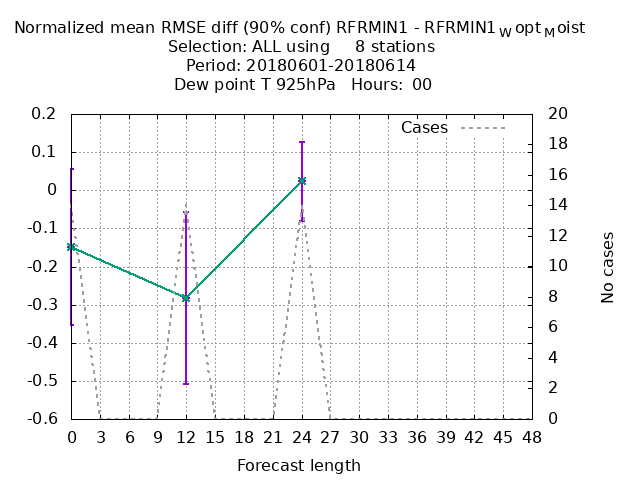 Normalized mean RMSE diff (90% conf) RFRMIN1 - RFRMIN1WoptMoist
Selection: ALL using 8 stations
Period: 20180601-20180614
Dew point T 925hPa Hours: 00
Cases
0.2
0.1
0
-0.1
-0.2
-0.3
-0.4
-0.5
-0.6
20
18
16
14
12
10
8
6
4
2
0
No cases
0 3 6 9 12 15 18 21 24 27 30 33 36 39 42 45 48
Forecast length